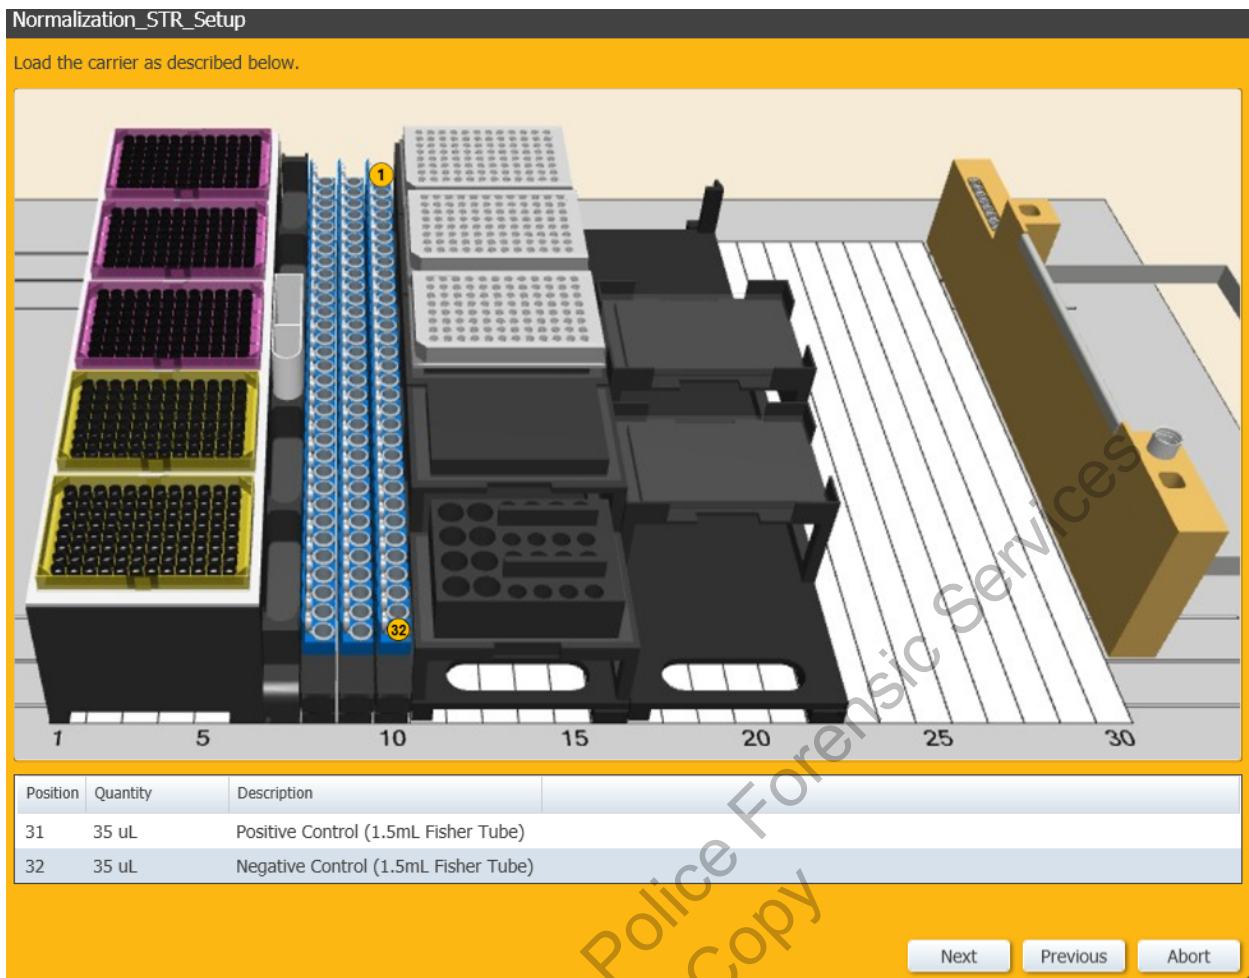 Normalization_STR_Setup
Load the carrier as described below.
1
32
1 5 10 15 20 25 30
Position Quantity Description
31 35 uL Positive Control (1.5mL Fisher Tube)
32 35 uL Negative Control (1.5mL Fisher Tube)
Police Forensic Services
Copy
Next Previous Abort